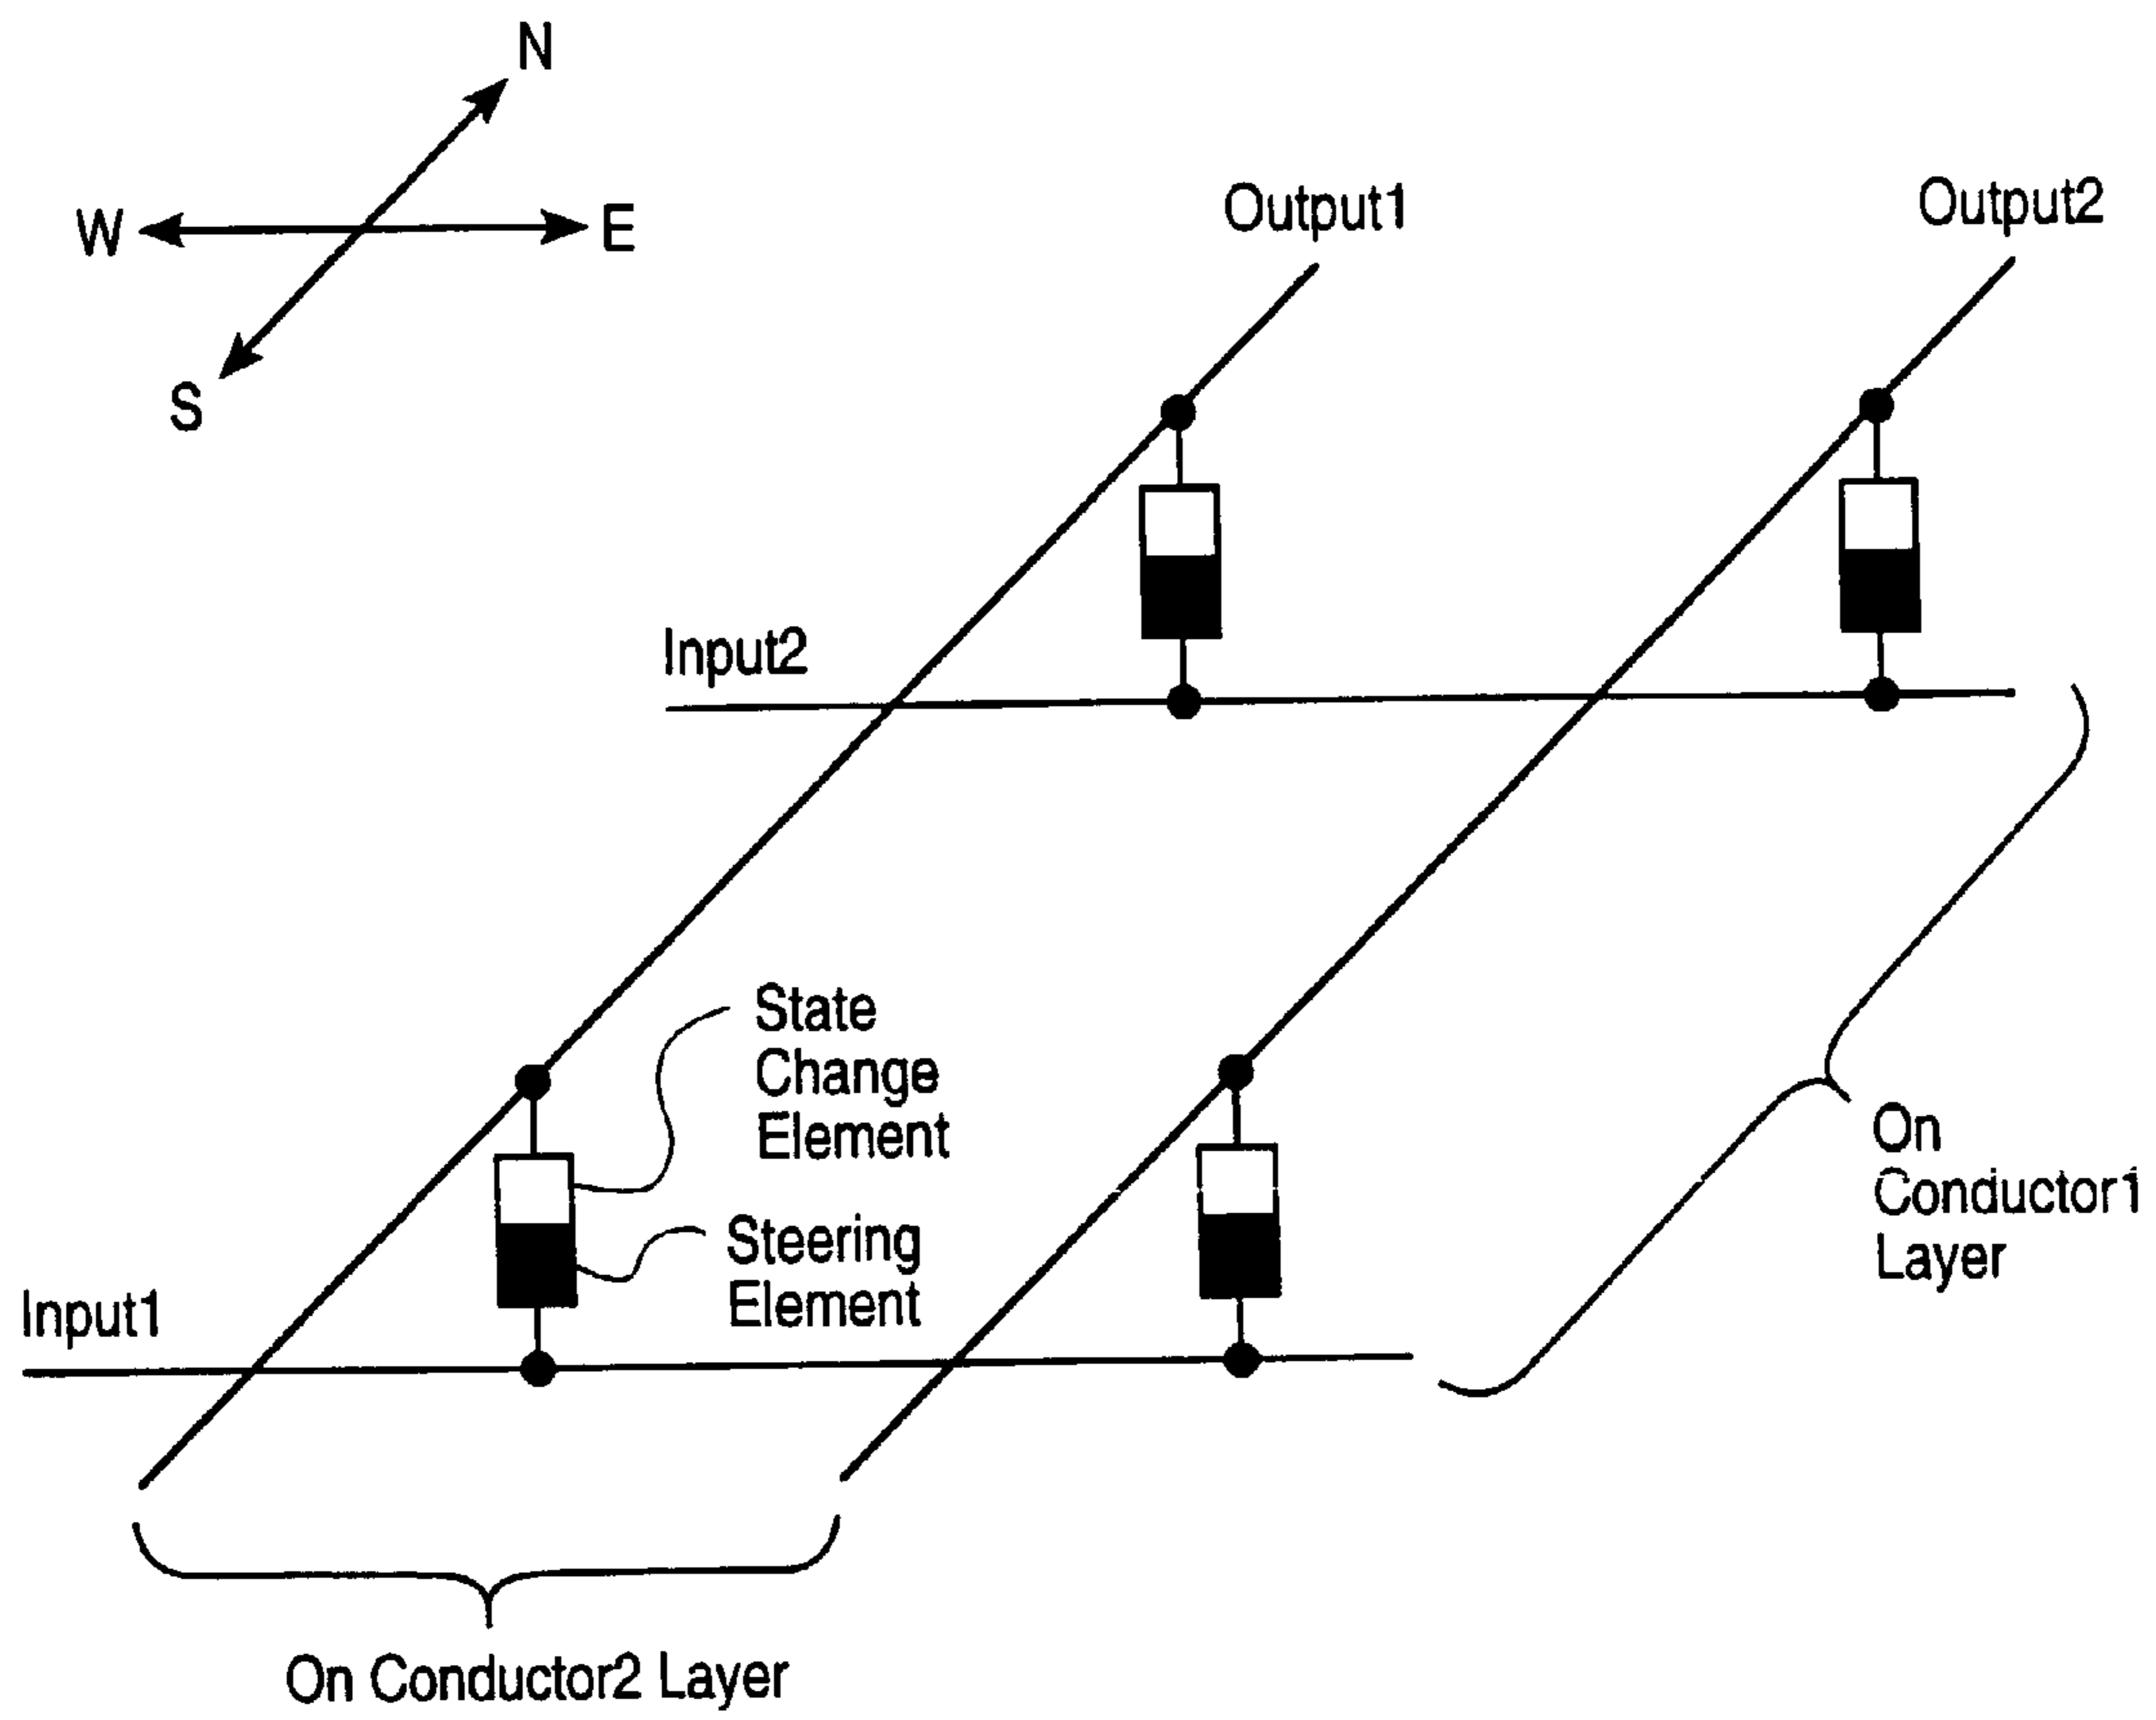 N
W
E
S
Output1
Output2
Input2
State
Change
Element
Steering
Element
Input1
On
Conductor1
Layer
On Conductor2 Layer